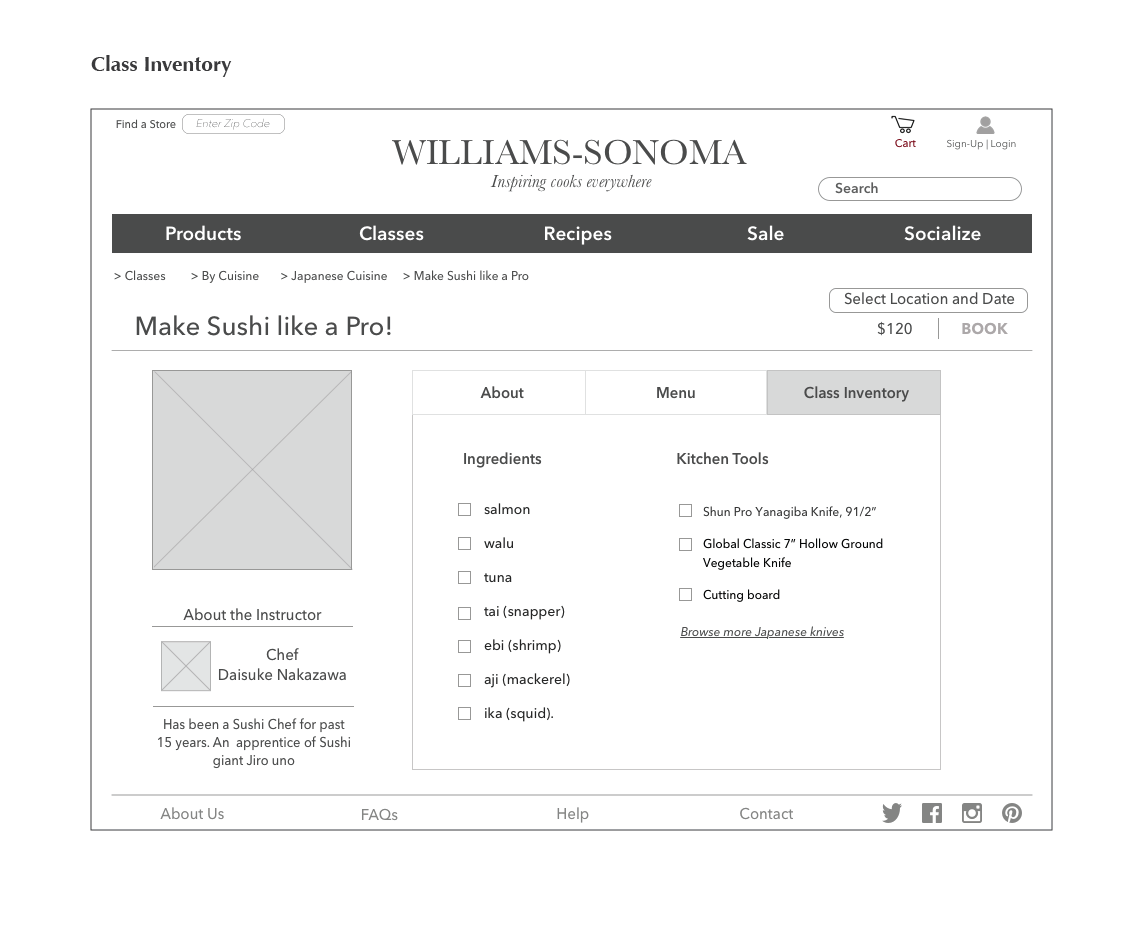 Class Inventory
Find a Store
Enter Zip Code
Cart
Sign-Up | Login
WILLIAMS-SONOMA
Inspiring cooks everywhere
Search
Products
Classes
Recipes
Sale
Socialize
> Classes
> By Cuisine
> Japanese Cuisine
> Make Sushi like a Pro
Select Location and Date
Make Sushi like a Pro!
$120
BOOK
About the Instructor
Chef
Daisuke Nakazawa
Has been a Sushi Chef for past
15 years. An  apprentice of Sushi
giant Jiro uno
About
Menu
Class Inventory
Ingredients
salmon
walu
tuna
tai (snapper)
ebi (shrimp)
aji (mackerel)
ika (squid).
Kitchen Tools
Shun Pro Yanagiba Knife, 91/2”
Global Classic 7” Hollow Ground
Vegetable Knife
Cutting board
Browse more Japanese knives
About Us
FAQs
Help
Contact